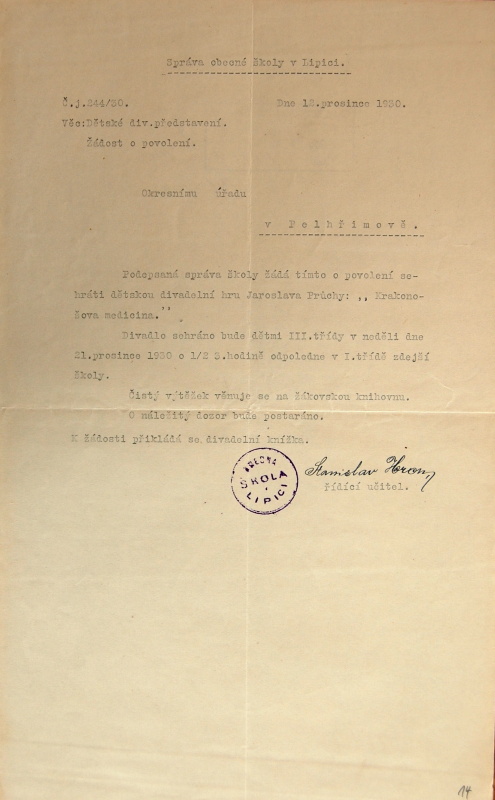 Správa obecné školy v Lipici.
Č.j.244/30. Dne 12.prosince 1930.
Věc:Dětské div.představení.
Žádost o povolení.
Okresnímu úřadu
v Pelhřimově.
Podepsaná správa školy žádá tímto o povolení se-
hráti dětskou divadelní hru Jaroslava Průchy: ,, Krakono-
šova medicina.''
Divadlo sehráno bude dětmi III.třídy v neděli dne
21.prosince 1930 o 1/2 3.hodině odpoledne v I.třídě zdejší
školy.
Čistý výtěžek věnuje se na žákovskou knihovnu.
O náležitý dozor bude postaráno.
K žádosti přikládá se divadelní knížka.
OBECNÁ
ŠKOLA
V
LIPICI
Stanislav Hron
řídící učitel.
14